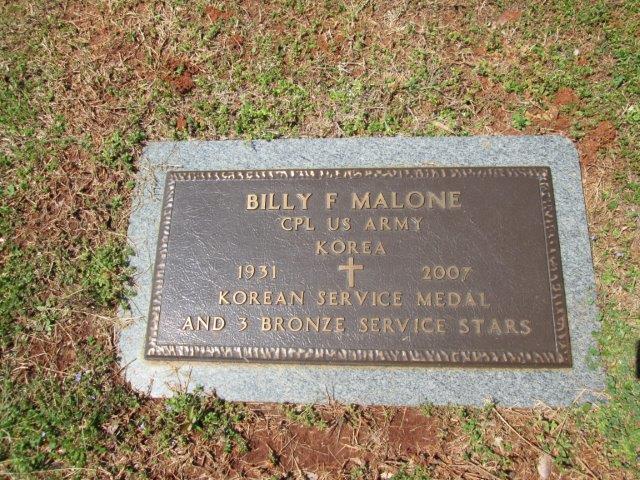 BILLY F MALONE
CPL US ARMY
KOREA
1931 2007
KOREAN SERVICE MEDAL
AND 3 BRONZE SERVICE STARS